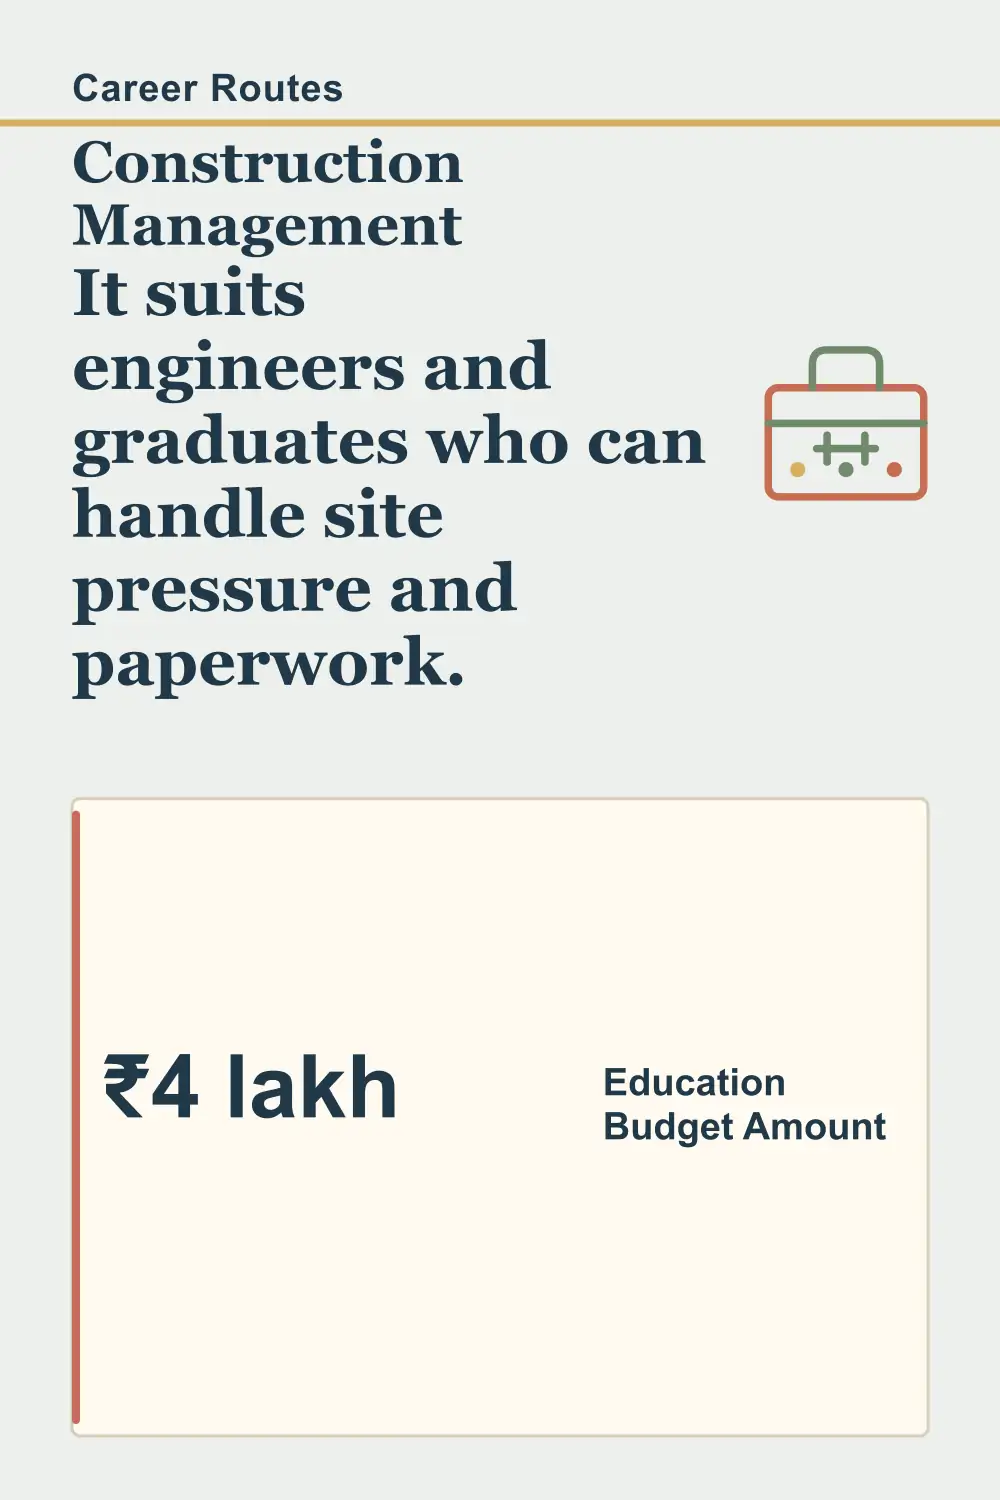 Career Routes
Construction
Management
It suits
engineers and
graduates who can
handle site
pressure and
paperwork.
₹4 lakh
Education
Budget Amount